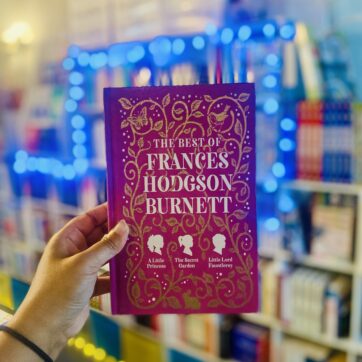 THE BEST OF
FRANCES
HODGSON
BURNETT
A Little Princess
The Secret Garden
Little Lord Fauntleroy